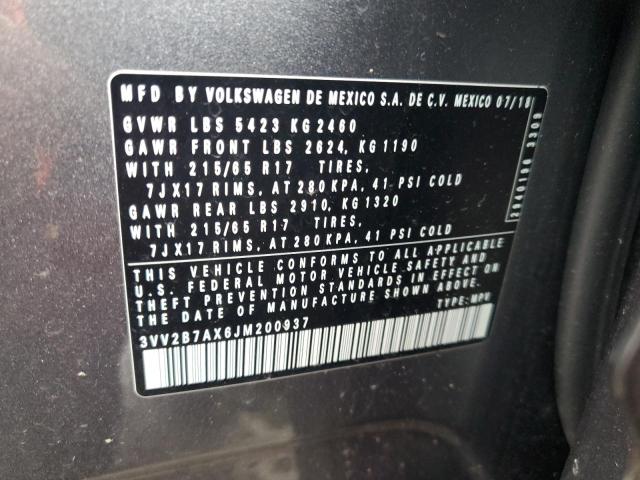 MFD BY VOLKSWAGEN DE MEXICO S.A. DE C.V. MEXICO 07/18
GVWR LBS 5423 KG 2460
GAWR FRONT LBS 2624, KG 1190
WITH 215/65 R17 TIRES,
7JX17 RIMS, AT 280 KPA, 41 PSI COLD
GAWR REAR LBS 2910, KG 1320
WITH 215/65 R17 TIRES,
7JX17 RIMS, AT 280 KPA, 41 PSI COLD
THIS VEHICLE CONFORMS TO ALL APPLICABLE
U.S. FEDERAL MOTOR VEHICLE SAFETY AND
THEFT PREVENTION STANDARDS IN EFFECT ON
THE DATE OF MANUFACTURE SHOWN ABOVE.
3VV2B7AX6JM200937 TYPE: MPV